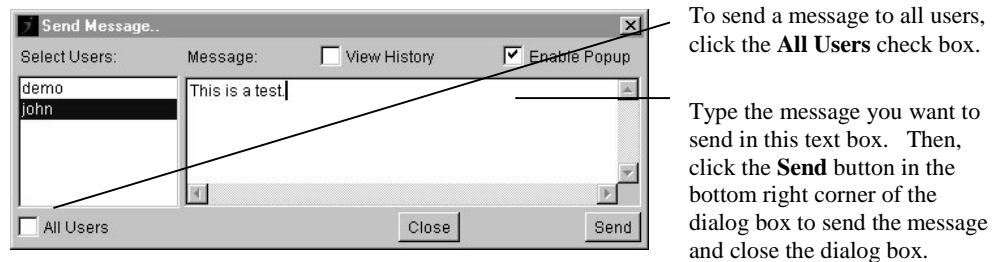 Send Message..
Select Users:
Message:
View History
Enable Popup
demo
john
This is a test.
All Users
Close
Send
To send a message to all users,
click the All Users check box.
Type the message you want to
send in this text box. Then,
click the Send button in the
bottom right corner of the
dialog box to send the message
and close the dialog box.